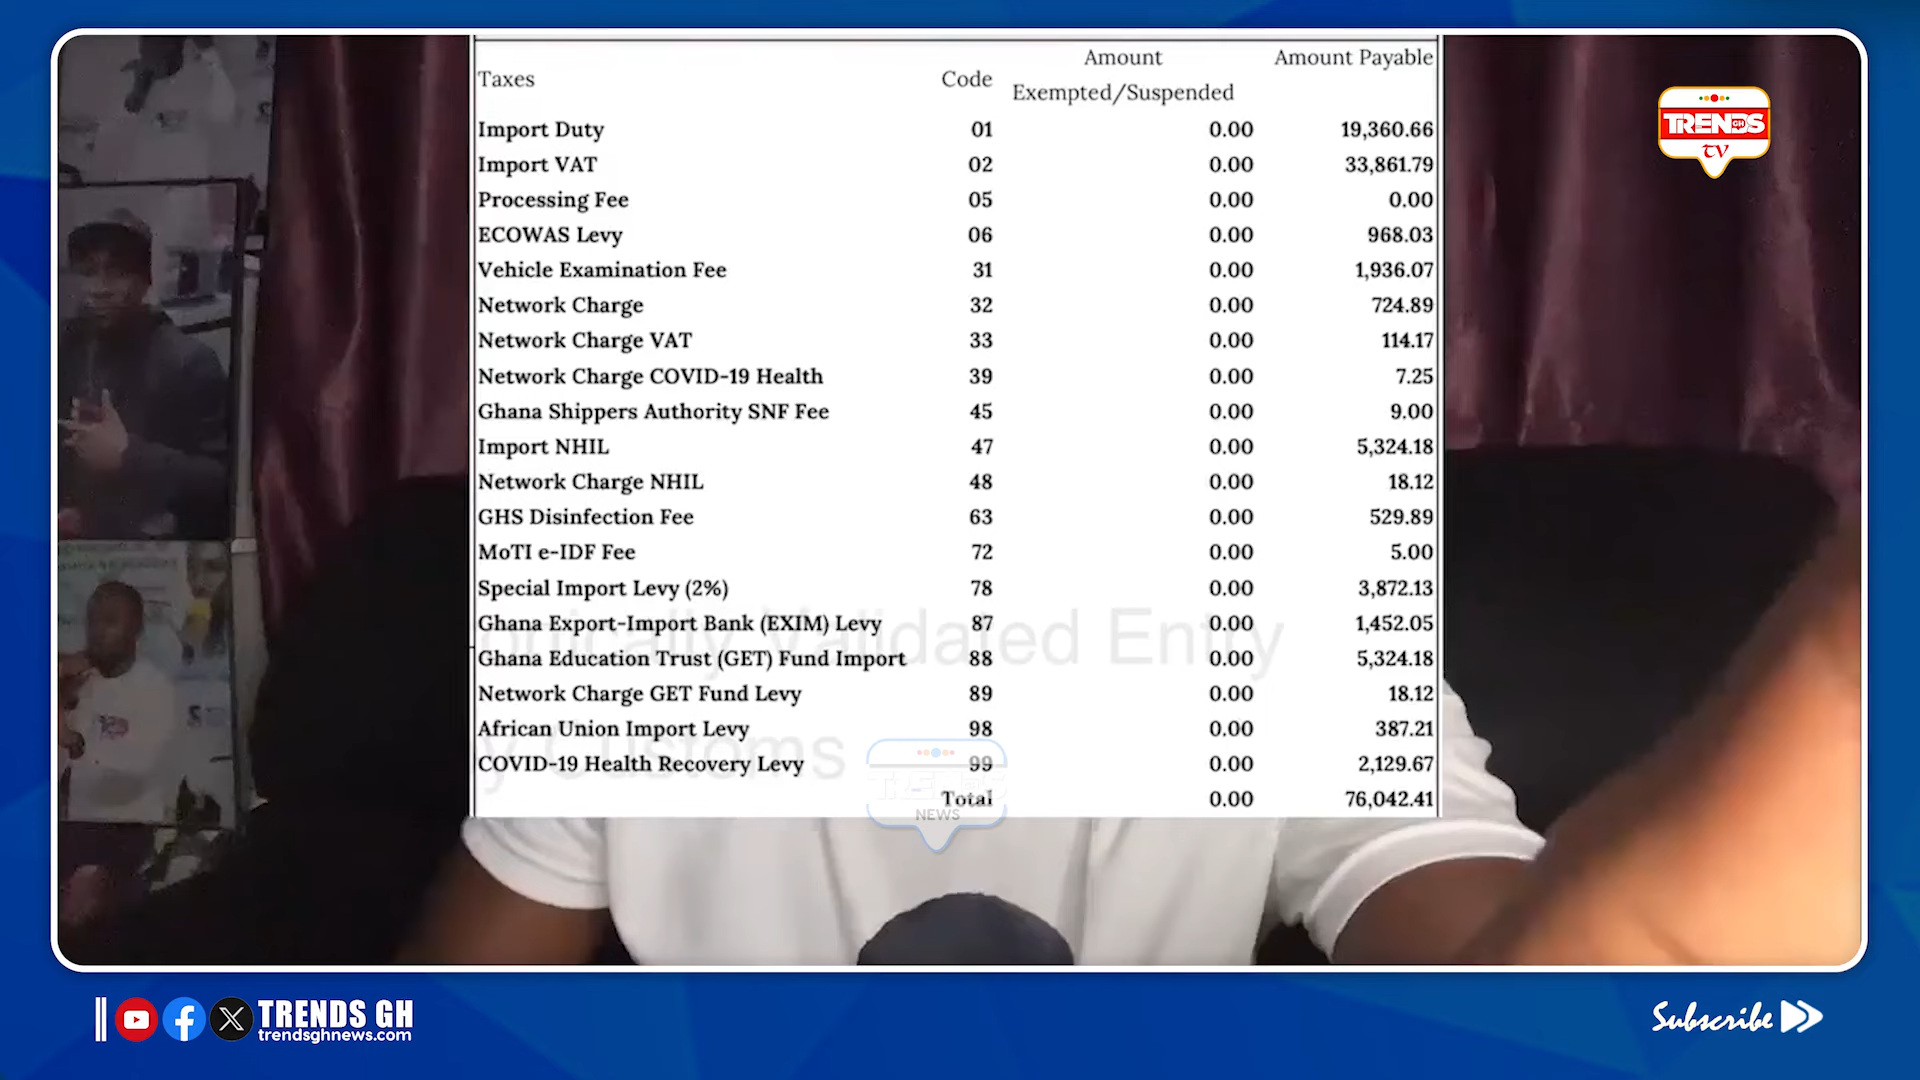 Taxes Code Amount Exempted/Suspended Amount Payable
Import Duty 01 0.00 19,360.66
Import VAT 02 0.00 33,861.79
Processing Fee 05 0.00 0.00
ECOWAS Levy 06 0.00 968.03
Vehicle Examination Fee 31 0.00 1,936.07
Network Charge 32 0.00 724.89
Network Charge VAT 33 0.00 114.17
Network Charge COVID-19 Health 39 0.00 7.25
Ghana Shippers Authority SNF Fee 45 0.00 9.00
Import NHIL 47 0.00 5,324.18
Network Charge NHIL 48 0.00 18.12
GHS Disinfection Fee 63 0.00 529.89
MoTI e-IDF Fee 72 0.00 5.00
Special Import Levy (2%) 78 0.00 3,872.13
Ghana Export-Import Bank (EXIM) Levy 87 0.00 1,452.05
Ghana Education Trust (GET) Fund Import 88 0.00 5,324.18
Network Charge GET Fund Levy 89 0.00 18.12
African Union Import Levy 98 0.00 387.21
COVID-19 Health Recovery Levy 99 0.00 2,129.67
Total 0.00 76,042.41
Validated Entry
Customs
TRENDS
NEWS
TRENDS GH
TV
TRENDS GH
trendsghnews.com
Subscribe